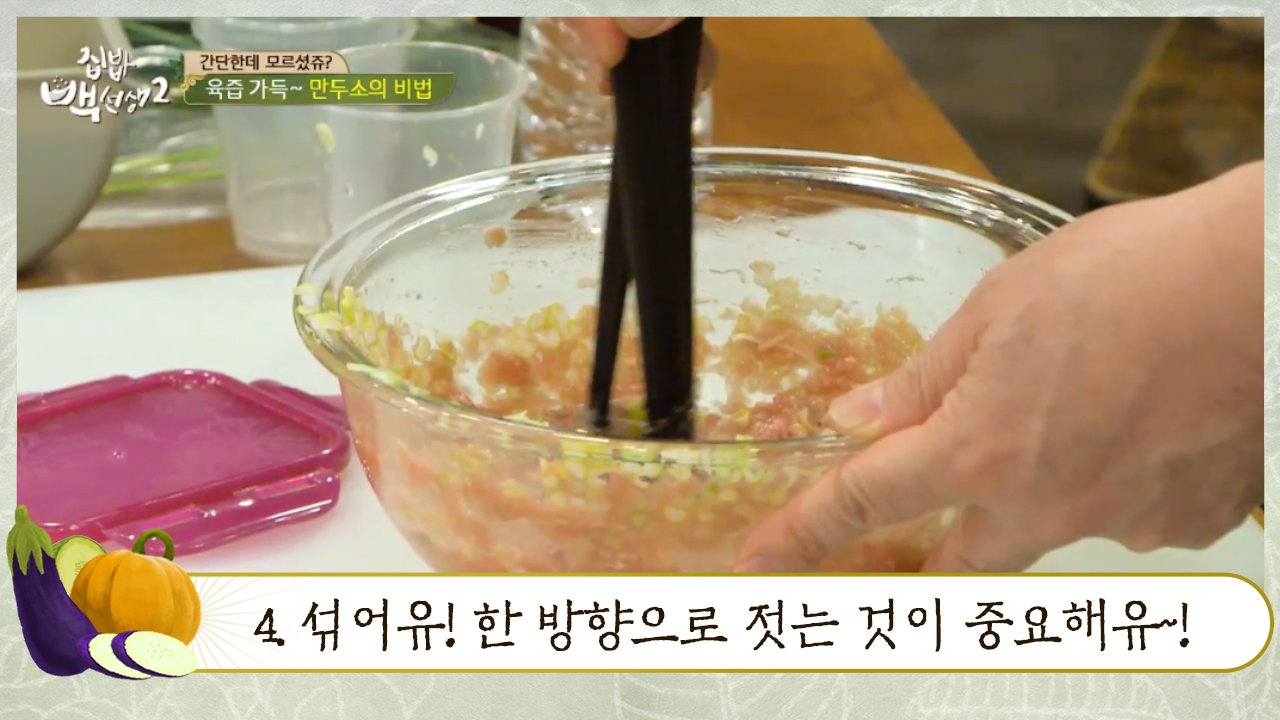 집밥
백선생2
간단한데 모르셨쥬?
육즙 가득~ 만두소의 비법
4. 섞어유! 한 방향으로 젓는 것이 중요해유~!